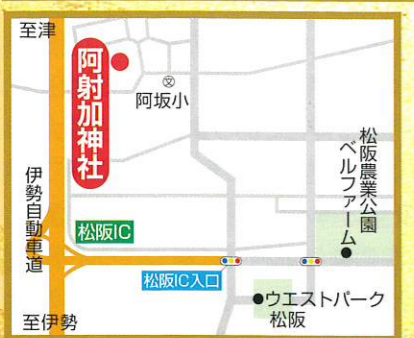 至津
阿射加神社
文
阿坂小
伊勢自動車道
松阪農業公園
ベルファーム
松阪IC
松阪IC入口
ウエストパーク
松阪
至伊勢